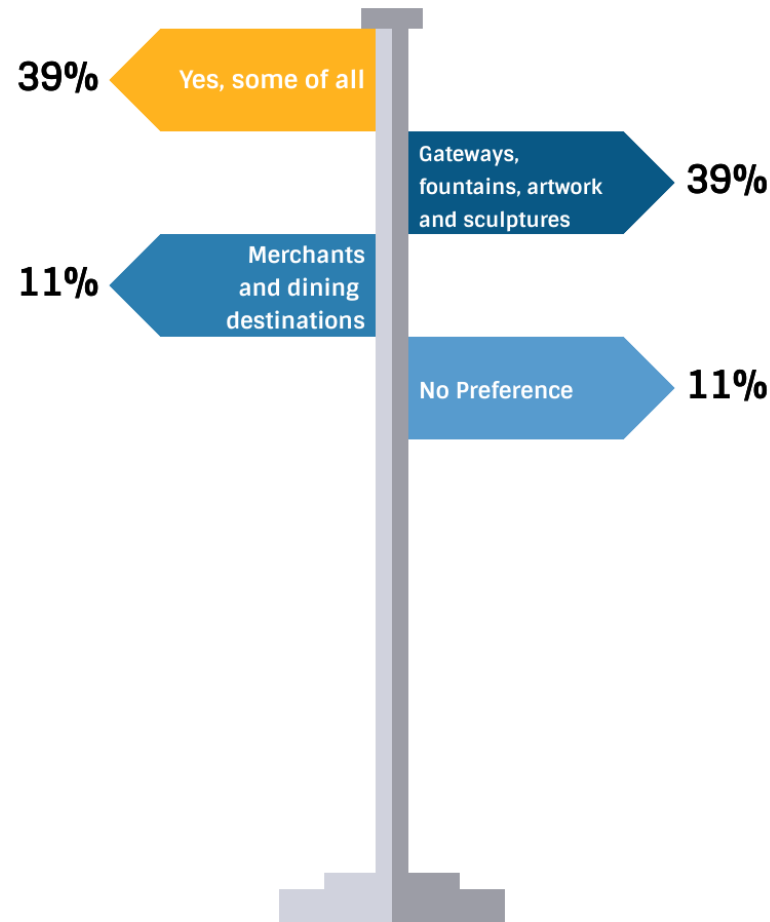 39%
Yes, some of all
Gateways,
fountains, artwork
and sculptures
39%
11%
Merchants
and dining
destinations
No Preference
11%